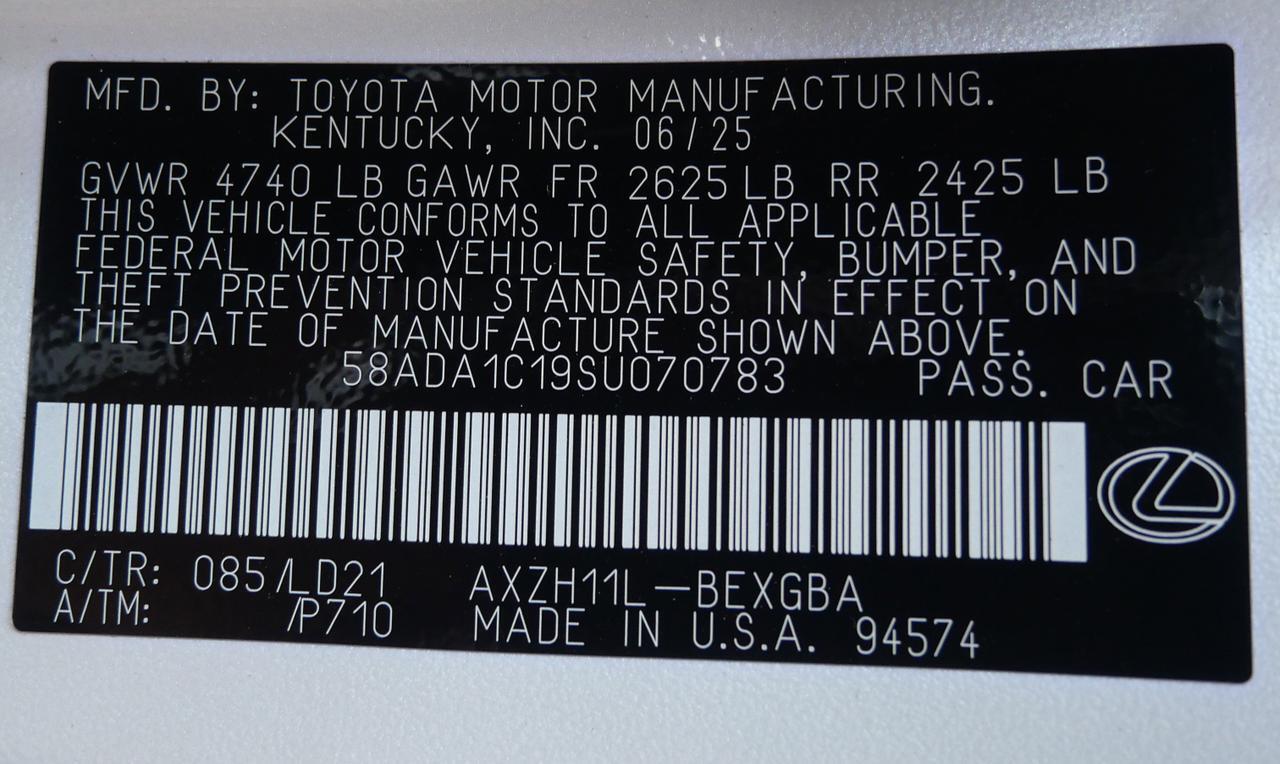 MFD. BY: TOYOTA MOTOR MANUFACTURING.
KENTUCKY, INC. 06/25
GVWR 4740 LB GAWR FR 2625 LB RR 2425 LB
THIS VEHICLE CONFORMS TO ALL APPLICABLE
FEDERAL MOTOR VEHICLE SAFETY, BUMPER, AND
THEFT PREVENTION STANDARDS IN EFFECT ON
THE DATE OF MANUFACTURE SHOWN ABOVE.
58ADA1C19SU070783 PASS. CAR
C/TR: 085/LD21 AXZH11L-BEXGBA
A/TM: /P710 MADE IN U.S.A. 94574